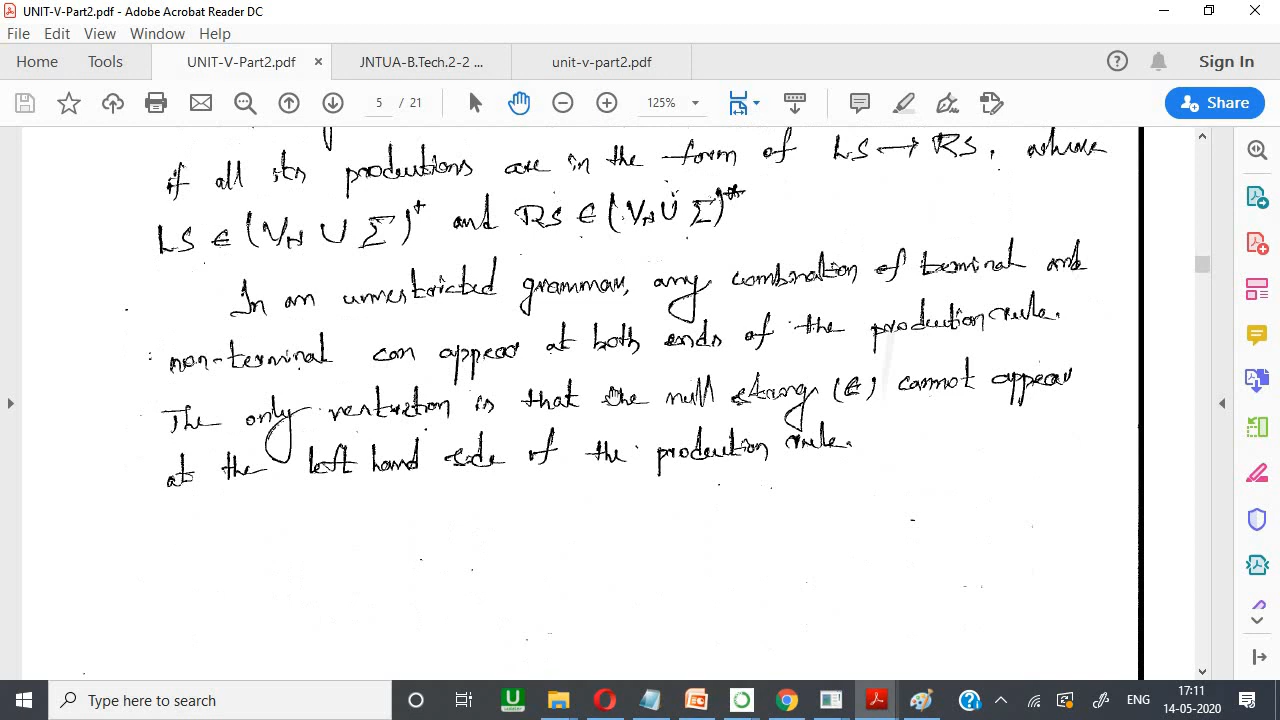 UNIT-V-Part2.pdf - Adobe Acrobat Reader DC
File Edit View Window Help
Home Tools UNIT-V-Part2.pdf × JNTUA-B.Tech.2-2 ... unit-v-part2.pdf Sign In
5 / 21 125% Share
if all its productions are in the form of LS → RS, where
LS ∈ (V_N ∪ Σ)⁺ and RS ∈ (V_N ∪ Σ)*
In an unrestricted grammar, any combination of terminal and
non-terminal can appear at both ends of the production rule.
The only restriction is that the null string (ϵ) cannot appear
at the left hand side of the production rule.
Type here to search
ENG 17:11
14-05-2020